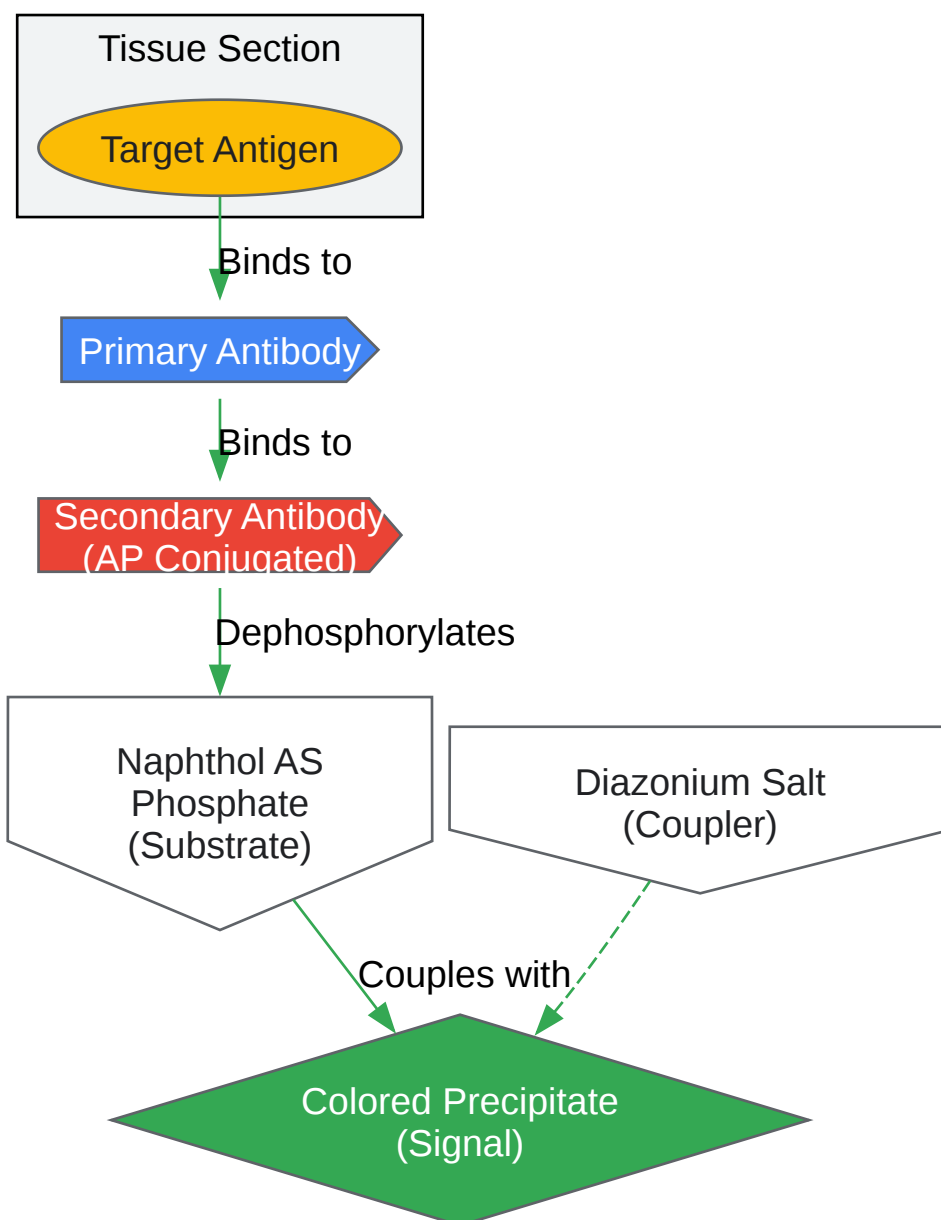 Tissue Section
Target Antigen
Binds to
Primary Antibody
Binds to
Secondary Antibody
(AP Conjugated)
Dephosphorylates
Naphthol AS
Phosphate
(Substrate)
Diazonium Salt
(Coupler)
Couples with
Colored Precipitate
(Signal)